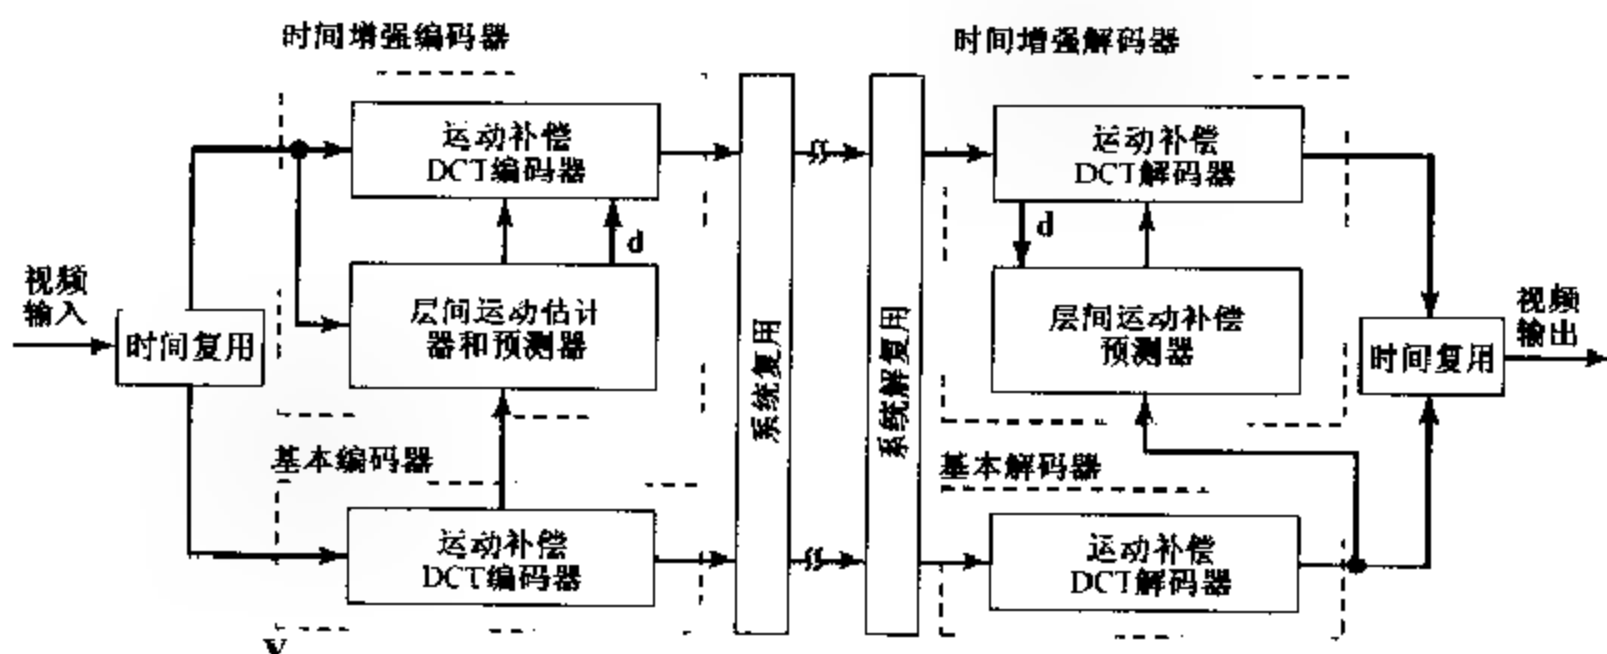 时间增强编码器
时间增强解码器
运动补偿
DCT编码器
运动补偿
DCT解码器
d
d
视频
输入
时间复用
层间运动估计
器和预测器
系统复用
系统解复用
层间运动补偿
预测器
时间复用
视频
输出
基本编码器
基本解码器
运动补偿
DCT编码器
运动补偿
DCT解码器